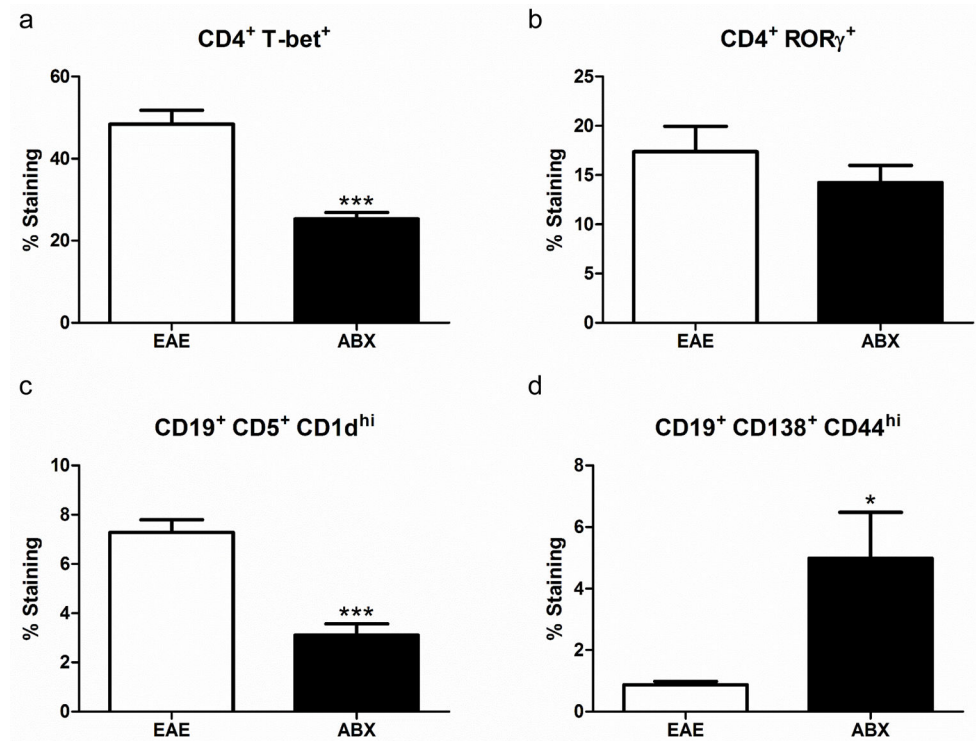 a
CD4⁺ T-bet⁺
60
40
20
0
% Staining
***
EAE ABX
b
CD4⁺ RORγ⁺
25
20
15
10
5
0
% Staining
EAE ABX
c
CD19⁺ CD5⁺ CD1dʰⁱ
10
8
6
4
2
0
% Staining
***
EAE ABX
d
CD19⁺ CD138⁺ CD44ʰⁱ
8
6
4
2
0
% Staining
*
EAE ABX